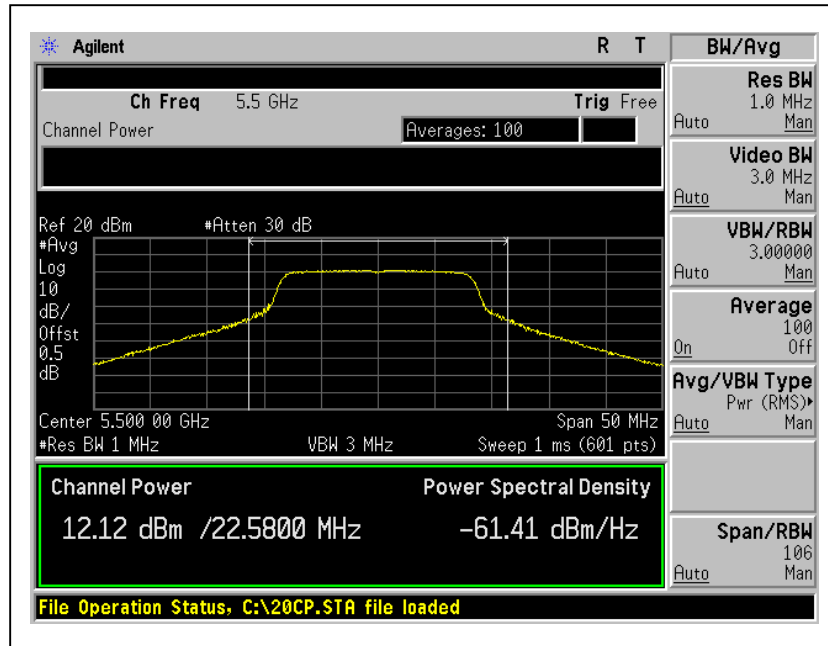 Agilent R T BW/Avg
Ch Freq 5.5 GHz Trig Free
Channel Power Averages: 100
Res BW
1.0 MHz
Auto Man
Video BW
3.0 MHz
Auto Man
Ref 20 dBm #Atten 30 dB
#Avg
Log
10
dB/
Offst
0.5
dB
VBW/RBW
3.00000
Auto Man
Average
100
On Off
Avg/VBW Type
Pwr (RMS)▸
Auto Man
Center 5.500 00 GHz Span 50 MHz
#Res BW 1 MHz VBW 3 MHz Sweep 1 ms (601 pts)
Channel Power Power Spectral Density
12.12 dBm /22.5800 MHz -61.41 dBm/Hz
Span/RBW
106
Auto Man
File Operation Status, C:\20CP.STA file loaded